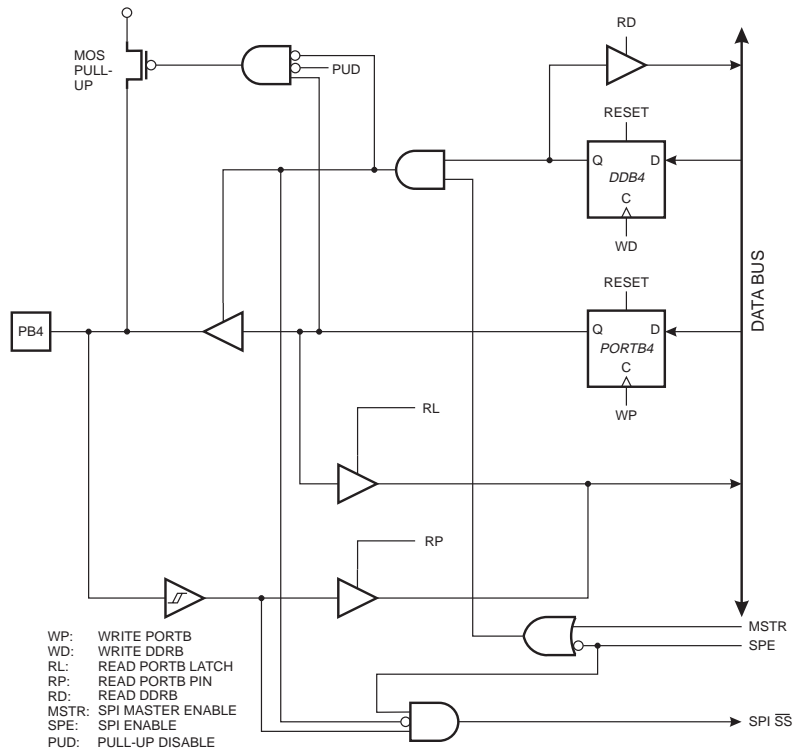 RD
MOS
PULL-
UP
PUD
RESET
Q D
DDB4
C
WD
RESET
DATA BUS
PB4
Q D
PORTB4
C
WP
RL
RP
WP: WRITE PORTB
WD: WRITE DDRB
RL: READ PORTB LATCH
RP: READ PORTB PIN
RD: READ DDRB
MSTR: SPI MASTER ENABLE
SPE: SPI ENABLE
PUD: PULL-UP DISABLE
MSTR
SPE
SPI S̅S̅